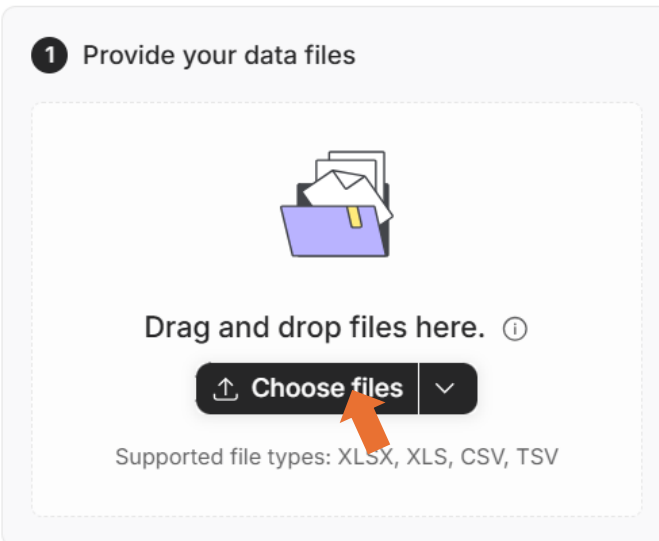 1 Provide your data files
Drag and drop files here.
Choose files
Supported file types: XLSX, XLS, CSV, TSV